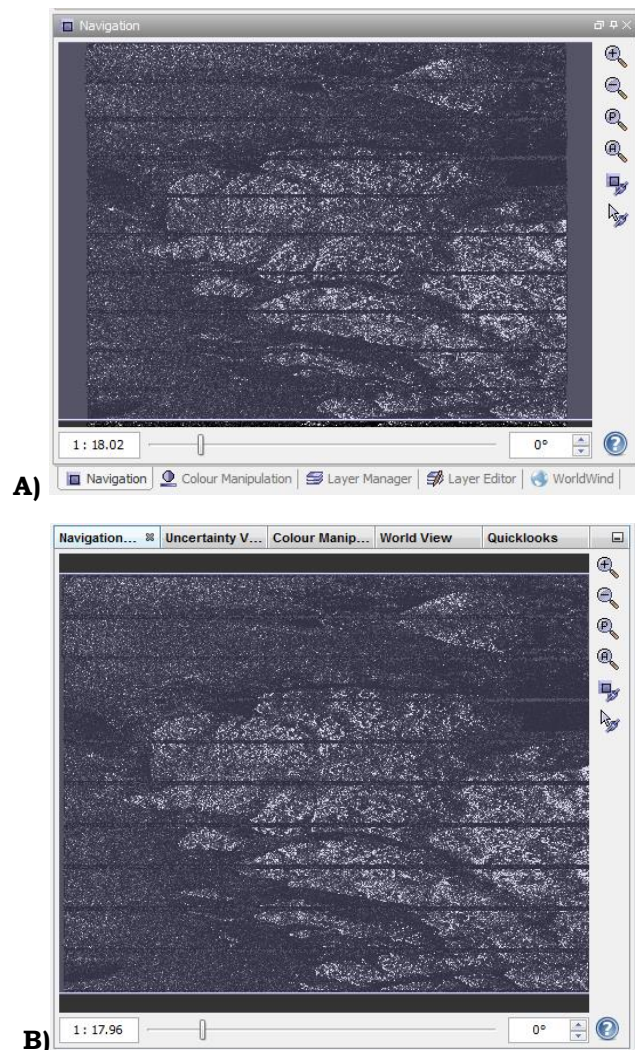 Navigation
1 : 18.02
0°
A)
Navigation
Colour Manipulation
Layer Manager
Layer Editor
WorldWind
Navigation...
Uncertainty V...
Colour Manip...
World View
Quicklooks
1 : 17.96
0°
B)